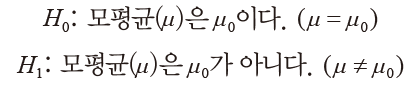 H₀: 모평균(μ)은 μ₀이다. (μ = μ₀)
H₁: 모평균(μ)은 μ₀가 아니다. (μ ≠ μ₀)